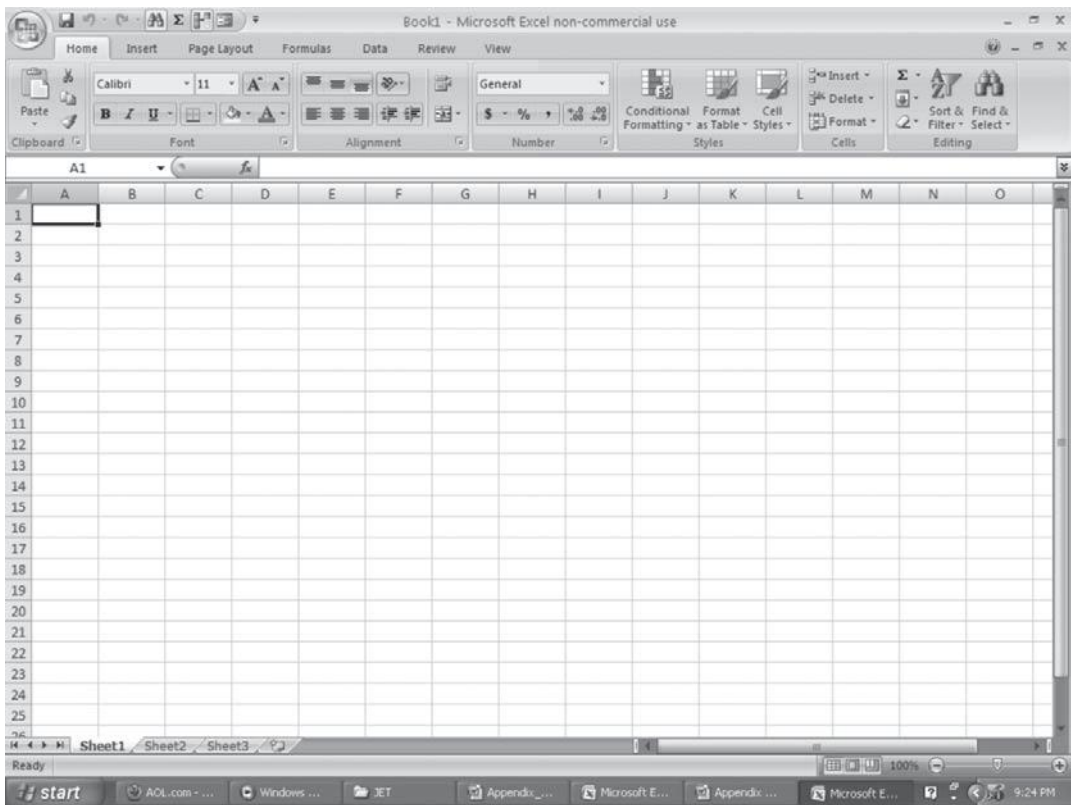 Book1 - Microsoft Excel non-commercial use
Home Insert Page Layout Formulas Data Review View
Calibri 11 A A General Insert
Paste Conditional Formatting Format as Table Cell Styles Delete Sort & Filter Find & Select
B I U A $ % , Format
Clipboard Font Alignment Number Styles Cells Editing
A1 fx
A B C D E F G H I J K L M N O
1
2
3
4
5
6
7
8
9
10
11
12
13
14
15
16
17
18
19
20
21
22
23
24
25
26
Sheet1 Sheet2 Sheet3
Ready 100%
start AOL.com - ... Windows ... JET Appendix_... Microsoft E... Appendix ... Microsoft E... 9:24 PM